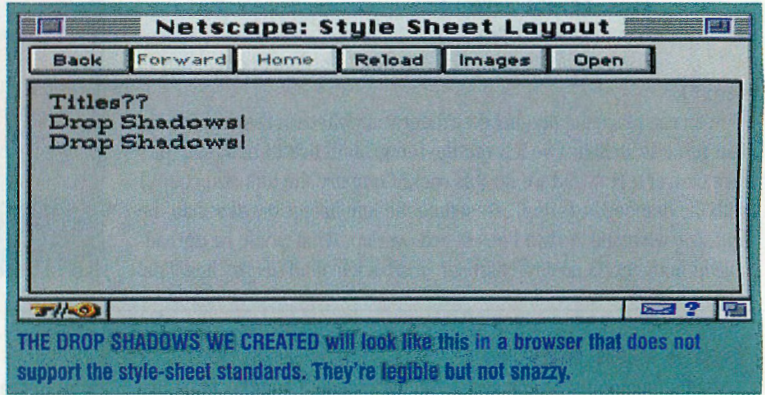 Netscape: Style Sheet Layout
Back Forward Home Reload Images Open
Titles??
Drop Shadows!
Drop Shadows!
?
THE DROP SHADOWS WE CREATED will look like this in a browser that does not
support the style-sheet standards. They're legible but not snazzy.